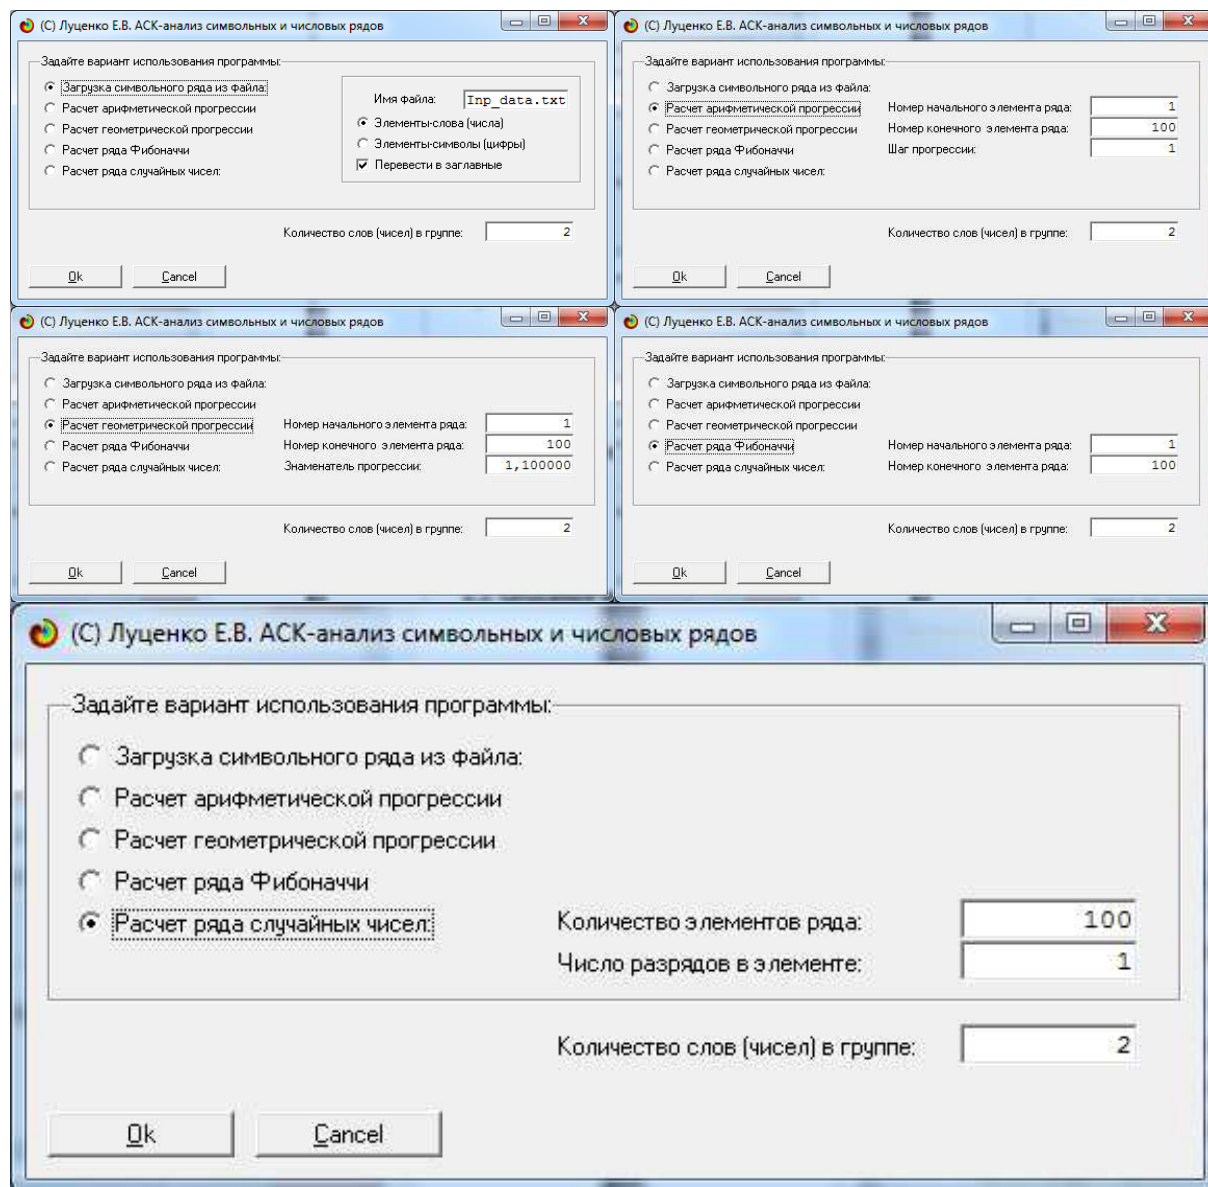 (C) Луценко Е.В. АСК-анализ символьных и числовых рядов
Задайте вариант использования программы:
Загрузка символьного ряда из файла:
Расчет арифметической прогрессии
Расчет геометрической прогрессии
Расчет ряда Фибоначчи
Расчет ряда случайных чисел:
Имя файла: Inp_data.txt
Элементы-слова (числа)
Элементы-символы (цифры)
Перевести в заглавные
Количество слов (чисел) в группе: 2
Ok Cancel
(C) Луценко Е.В. АСК-анализ символьных и числовых рядов
Задайте вариант использования программы:
Загрузка символьного ряда из файла:
Расчет арифметической прогрессии Номер начального элемента ряда: 1
Расчет геометрической прогрессии Номер конечного элемента ряда: 100
Расчет ряда Фибоначчи Шаг прогрессии: 1
Расчет ряда случайных чисел:
Количество слов (чисел) в группе: 2
Ok Cancel
(C) Луценко Е.В. АСК-анализ символьных и числовых рядов
Задайте вариант использования программы:
Загрузка символьного ряда из файла:
Расчет арифметической прогрессии
Расчет геометрической прогрессии Номер начального элемента ряда: 1
Расчет ряда Фибоначчи Номер конечного элемента ряда: 100
Расчет ряда случайных чисел: Знаменатель прогрессии: 1,100000
Количество слов (чисел) в группе: 2
Ok Cancel
(C) Луценко Е.В. АСК-анализ символьных и числовых рядов
Задайте вариант использования программы:
Загрузка символьного ряда из файла:
Расчет арифметической прогрессии
Расчет геометрической прогрессии
Расчет ряда Фибоначчи Номер начального элемента ряда: 1
Расчет ряда случайных чисел: Номер конечного элемента ряда: 100
Количество слов (чисел) в группе: 2
Ok Cancel
(C) Луценко Е.В. АСК-анализ символьных и числовых рядов
Задайте вариант использования программы:
Загрузка символьного ряда из файла:
Расчет арифметической прогрессии
Расчет геометрической прогрессии
Расчет ряда Фибоначчи
Расчет ряда случайных чисел: Количество элементов ряда: 100
Число разрядов в элементе: 1
Количество слов (чисел) в группе: 2
Ok Cancel